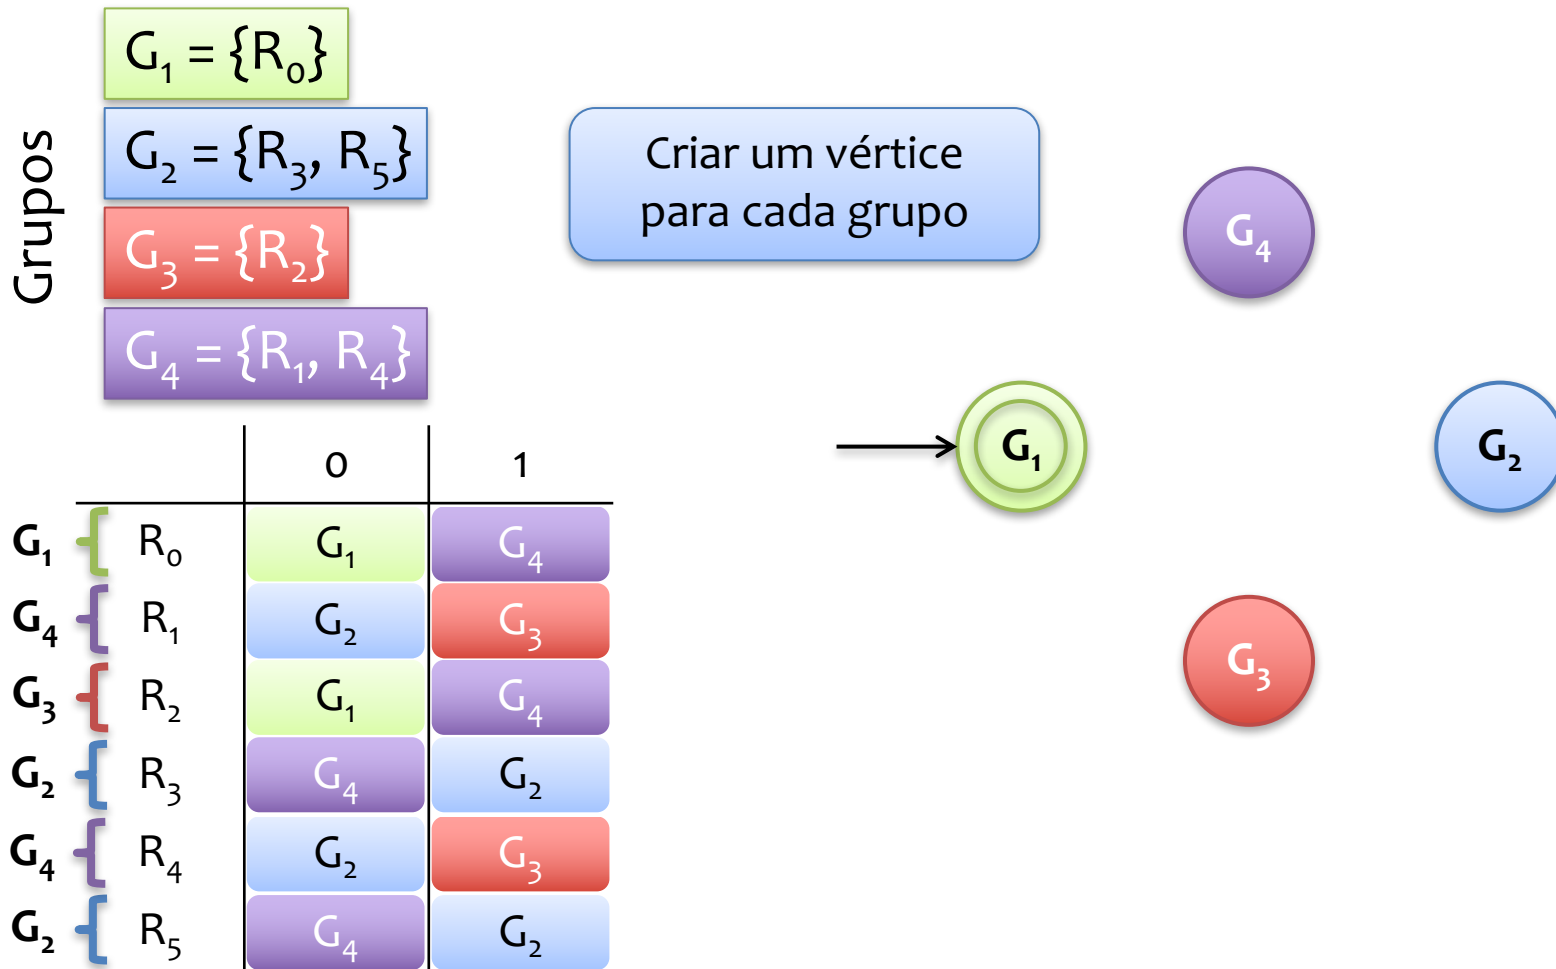 Grupos
G₁ = {R₀}
G₂ = {R₃, R₅}
G₃ = {R₂}
G₄ = {R₁, R₄}
Criar um vértice
para cada grupo
G₄
G₁
G₂
G₃
0 1
G₁ { R₀ G₁ G₄
G₄ { R₁ G₂ G₃
G₃ { R₂ G₁ G₄
G₂ { R₃ G₄ G₂
G₄ { R₄ G₂ G₃
G₂ { R₅ G₄ G₂